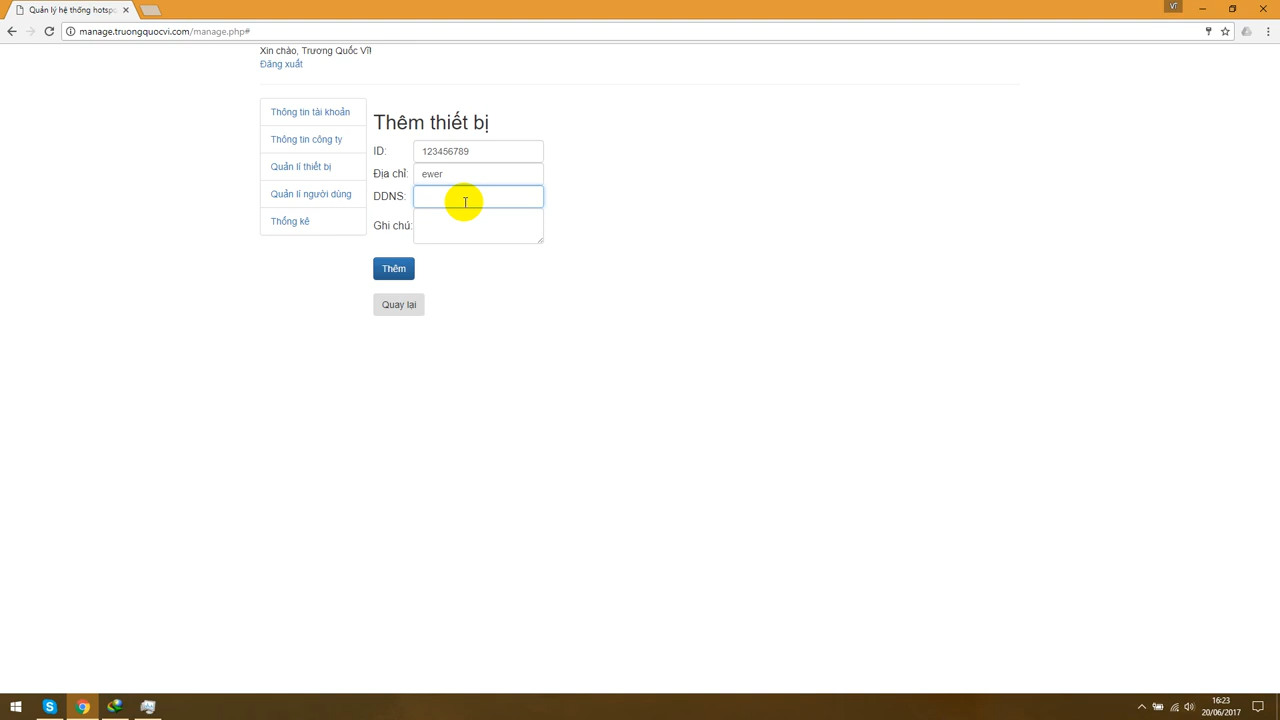 Vĩ
Quản lý hệ thống hotspo
manage.truongquocvi.com/manage.php#
Xin chào, Trương Quốc Vĩ!
Đăng xuất
Thông tin tài khoản
Thông tin công ty
Quản lí thiết bị
Quản lí người dùng
Thống kê
Thêm thiết bị
ID: 123456789
Địa chỉ: ewer
DDNS:
Ghi chú:
Thêm
Quay lại
16:23
20/06/2017